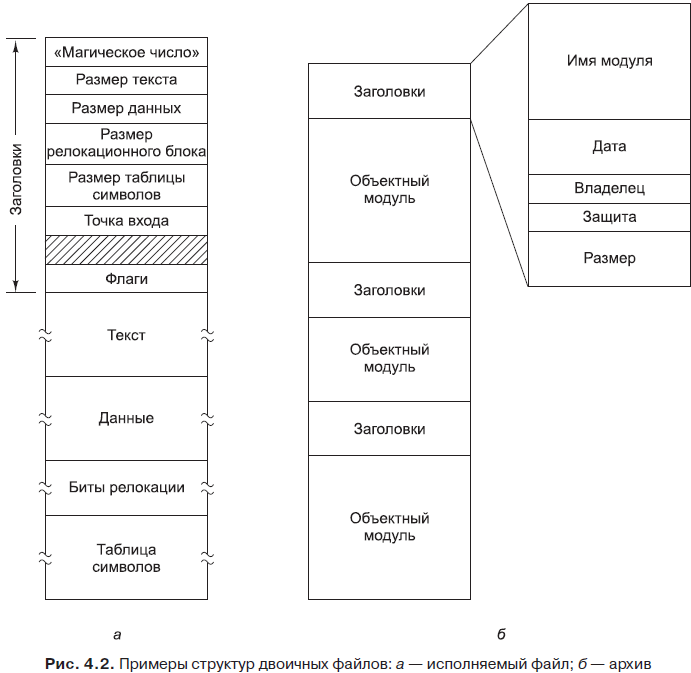 Заголовки
«Магическое число»
Размер текста
Размер данных
Размер
релокационного блока
Размер таблицы
символов
Точка входа
Флаги
Текст
Данные
Биты релокации
Таблица
символов
а
Заголовки
Объектный
модуль
Заголовки
Объектный
модуль
Заголовки
Объектный
модуль
Имя модуля
Дата
Владелец
Защита
Размер
б
Рис. 4.2. Примеры структур двоичных файлов: а — исполняемый файл; б — архив